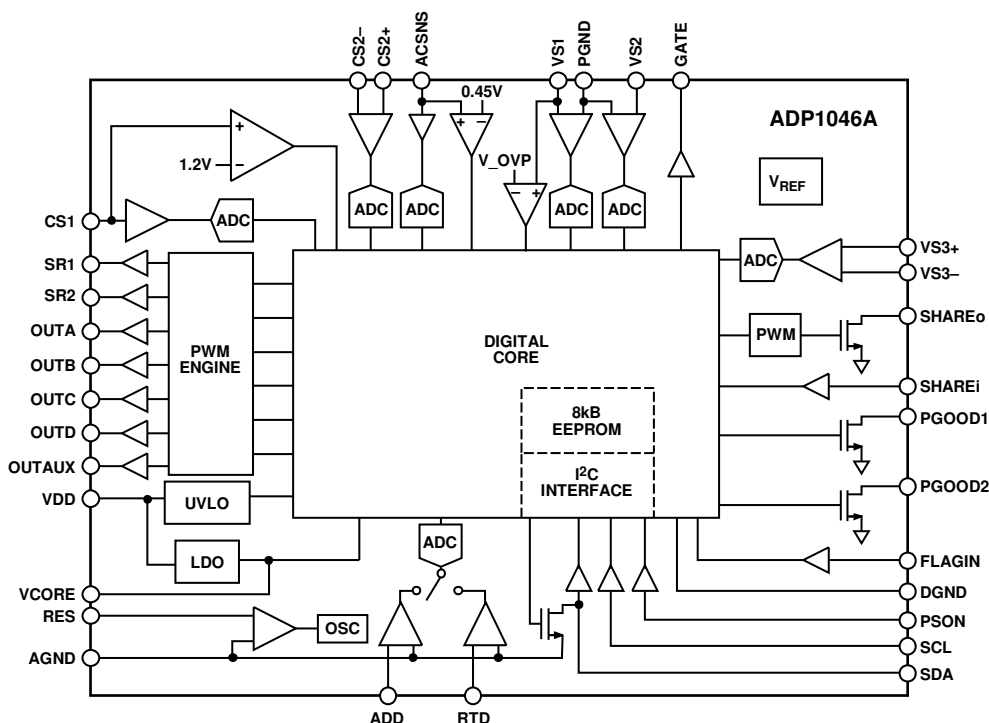 CS2–
CS2+
ACSNS
VS1
PGND
VS2
GATE
0.45V
ADP1046A
+
–
+
–
1.2V
V_OVP
–
+
VREF
ADC
ADC
ADC
ADC
CS1
ADC
ADC
VS3+
VS3–
SR1
SR2
OUTA
OUTB
OUTC
OUTD
OUTAUX
PWM
ENGINE
DIGITAL
CORE
PWM
SHAREo
SHAREi
PGOOD1
8kB
EEPROM
I2C
INTERFACE
PGOOD2
VDD
UVLO
LDO
ADC
FLAGIN
VCORE
DGND
RES
OSC
PSON
AGND
SCL
SDA
ADD
RTD